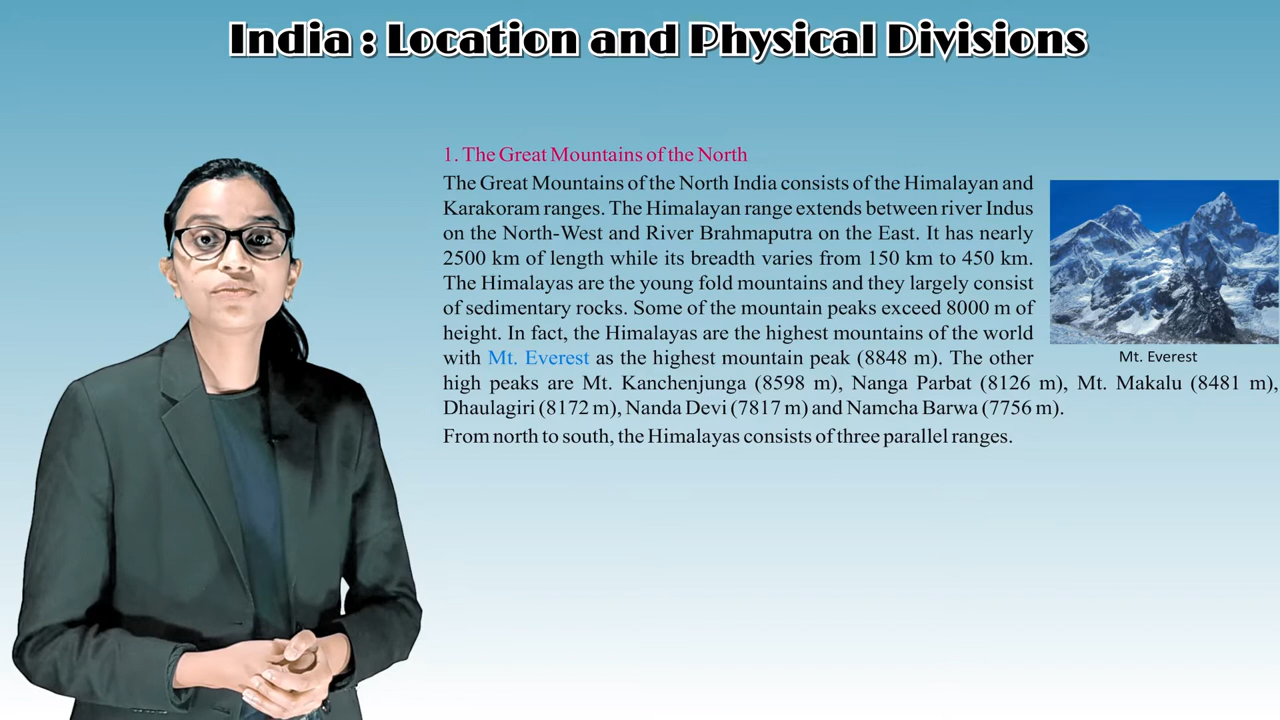 India : Location and Physical Divisions
1. The Great Mountains of the North
The Great Mountains of the North India consists of the Himalayan and
Karakoram ranges. The Himalayan range extends between river Indus
on the North-West and River Brahmaputra on the East. It has nearly
2500 km of length while its breadth varies from 150 km to 450 km.
The Himalayas are the young fold mountains and they largely consist
of sedimentary rocks. Some of the mountain peaks exceed 8000 m of
height. In fact, the Himalayas are the highest mountains of the world
with Mt. Everest as the highest mountain peak (8848 m). The other
high peaks are Mt. Kanchenjunga (8598 m), Nanga Parbat (8126 m), Mt. Makalu (8481 m),
Dhaulagiri (8172 m), Nanda Devi (7817 m) and Namcha Barwa (7756 m).
From north to south, the Himalayas consists of three parallel ranges.
Mt. Everest